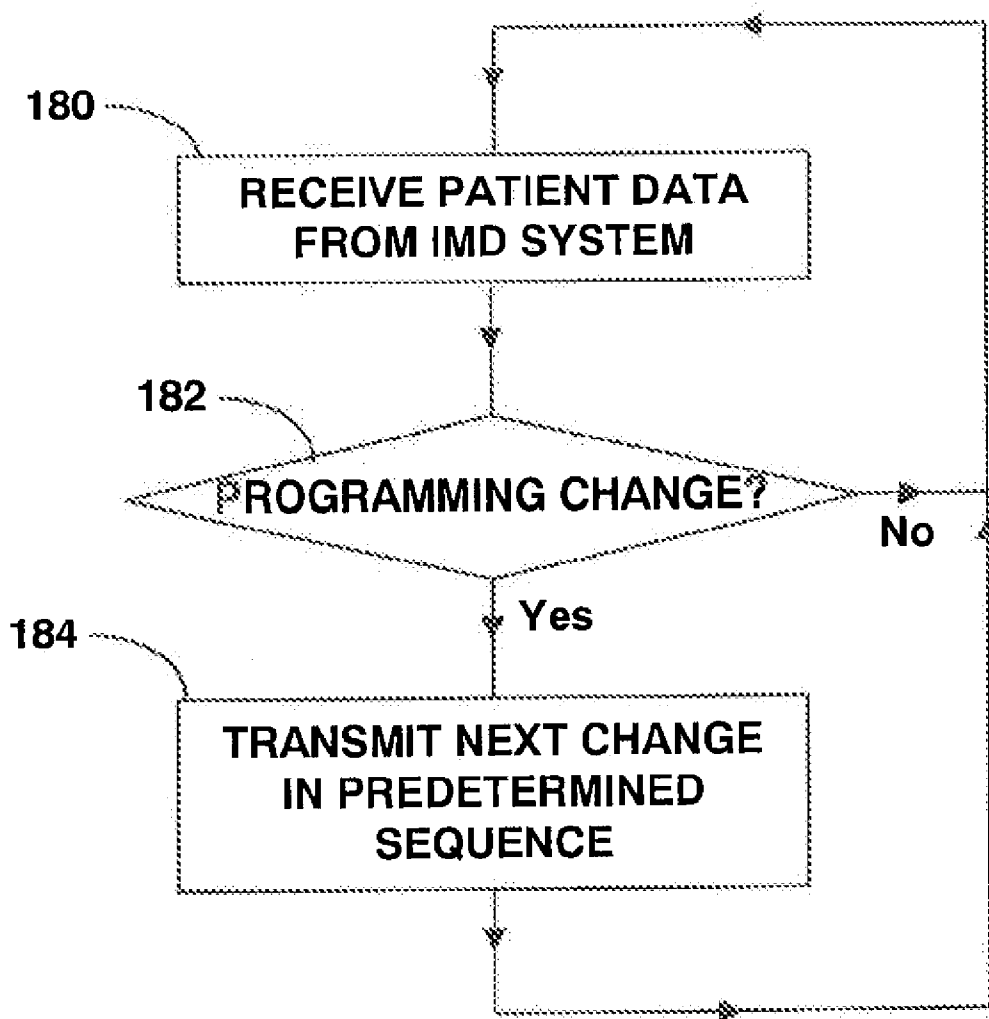 180
RECEIVE PATIENT DATA
FROM IMD SYSTEM
182
PROGRAMMING CHANGE?
No
Yes
184
TRANSMIT NEXT CHANGE
IN PREDETERMINED
SEQUENCE